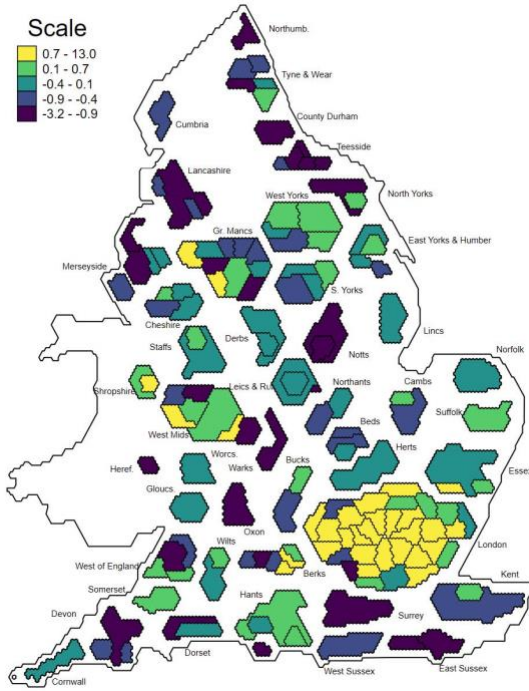 Scale
0.7 - 13.0
0.1 - 0.7
-0.4 - 0.1
-0.9 - -0.4
-3.2 - -0.9
Northumb.
Tyne & Wear
Cumbria
County Durham
Teesside
Lancashire
North Yorks
West Yorks
Gr. Mancs
East Yorks & Humber
Merseyside
S. Yorks
Cheshire
Lincs
Staffs
Derbs
Notts
Norfolk
Shropshire
Leics & Ru
Northants
Cambs
Suffolk
West Mids
Beds
Worcs.
Herts
Heref.
Warks
Bucks
Essex
Gloucs
Oxon
Wilts
London
West of England
Berks
Kent
Somerset
Hants
Devon
Surrey
Dorset
West Sussex
East Sussex
Cornwall